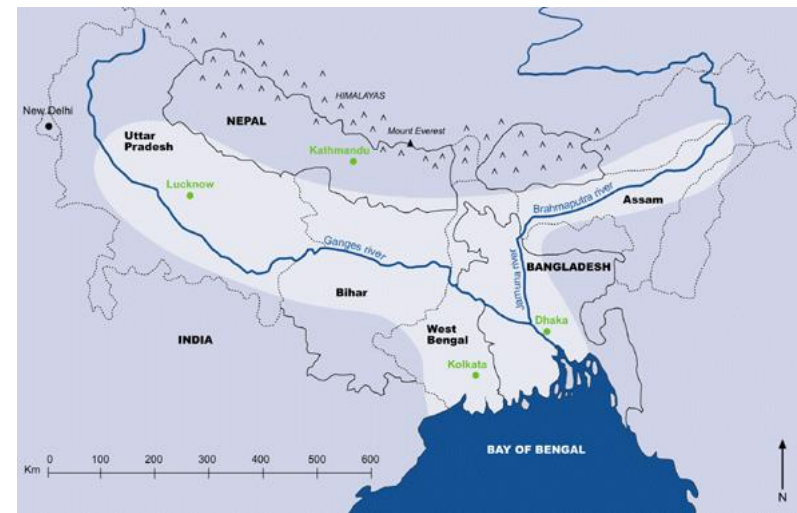 HIMALAYAS
New Delhi
NEPAL
Mount Everest
Uttar
Pradesh
Kathmandu
Lucknow
Brahmaputra river
Assam
Ganges river
Jamuna river
BANGLADESH
Bihar
West
Bengal
Dhaka
INDIA
Kolkata
BAY OF BENGAL
Km 0 100 200 300 400 500 600
N